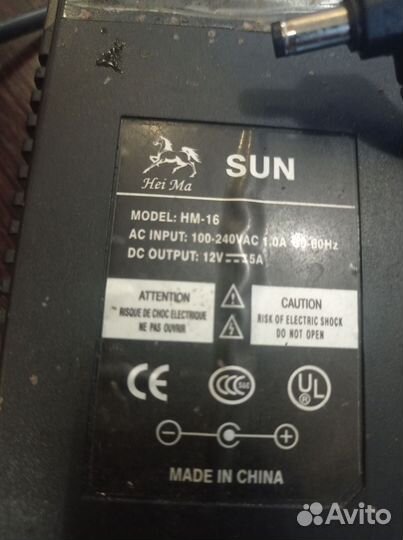 SUN
Hei Ma
MODEL: HM-16
AC INPUT: 100-240VAC 1.0A 50-60Hz
DC OUTPUT: 12V 5A
ATTENTION
RISQUE DE CHOC ELECTRIQUE
NE PAS OUVRIR
CAUTION
RISK OF ELECTRIC SHOCK
DO NOT OPEN
CE
CCC S&E
UL
MADE IN CHINA
Avito